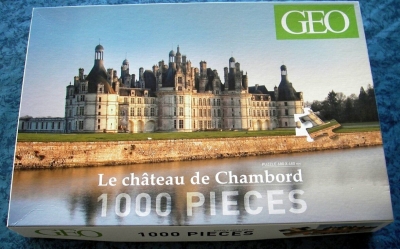 GEO
Le château de Chambord
1000 PIECES
GEO 1000 PIECES